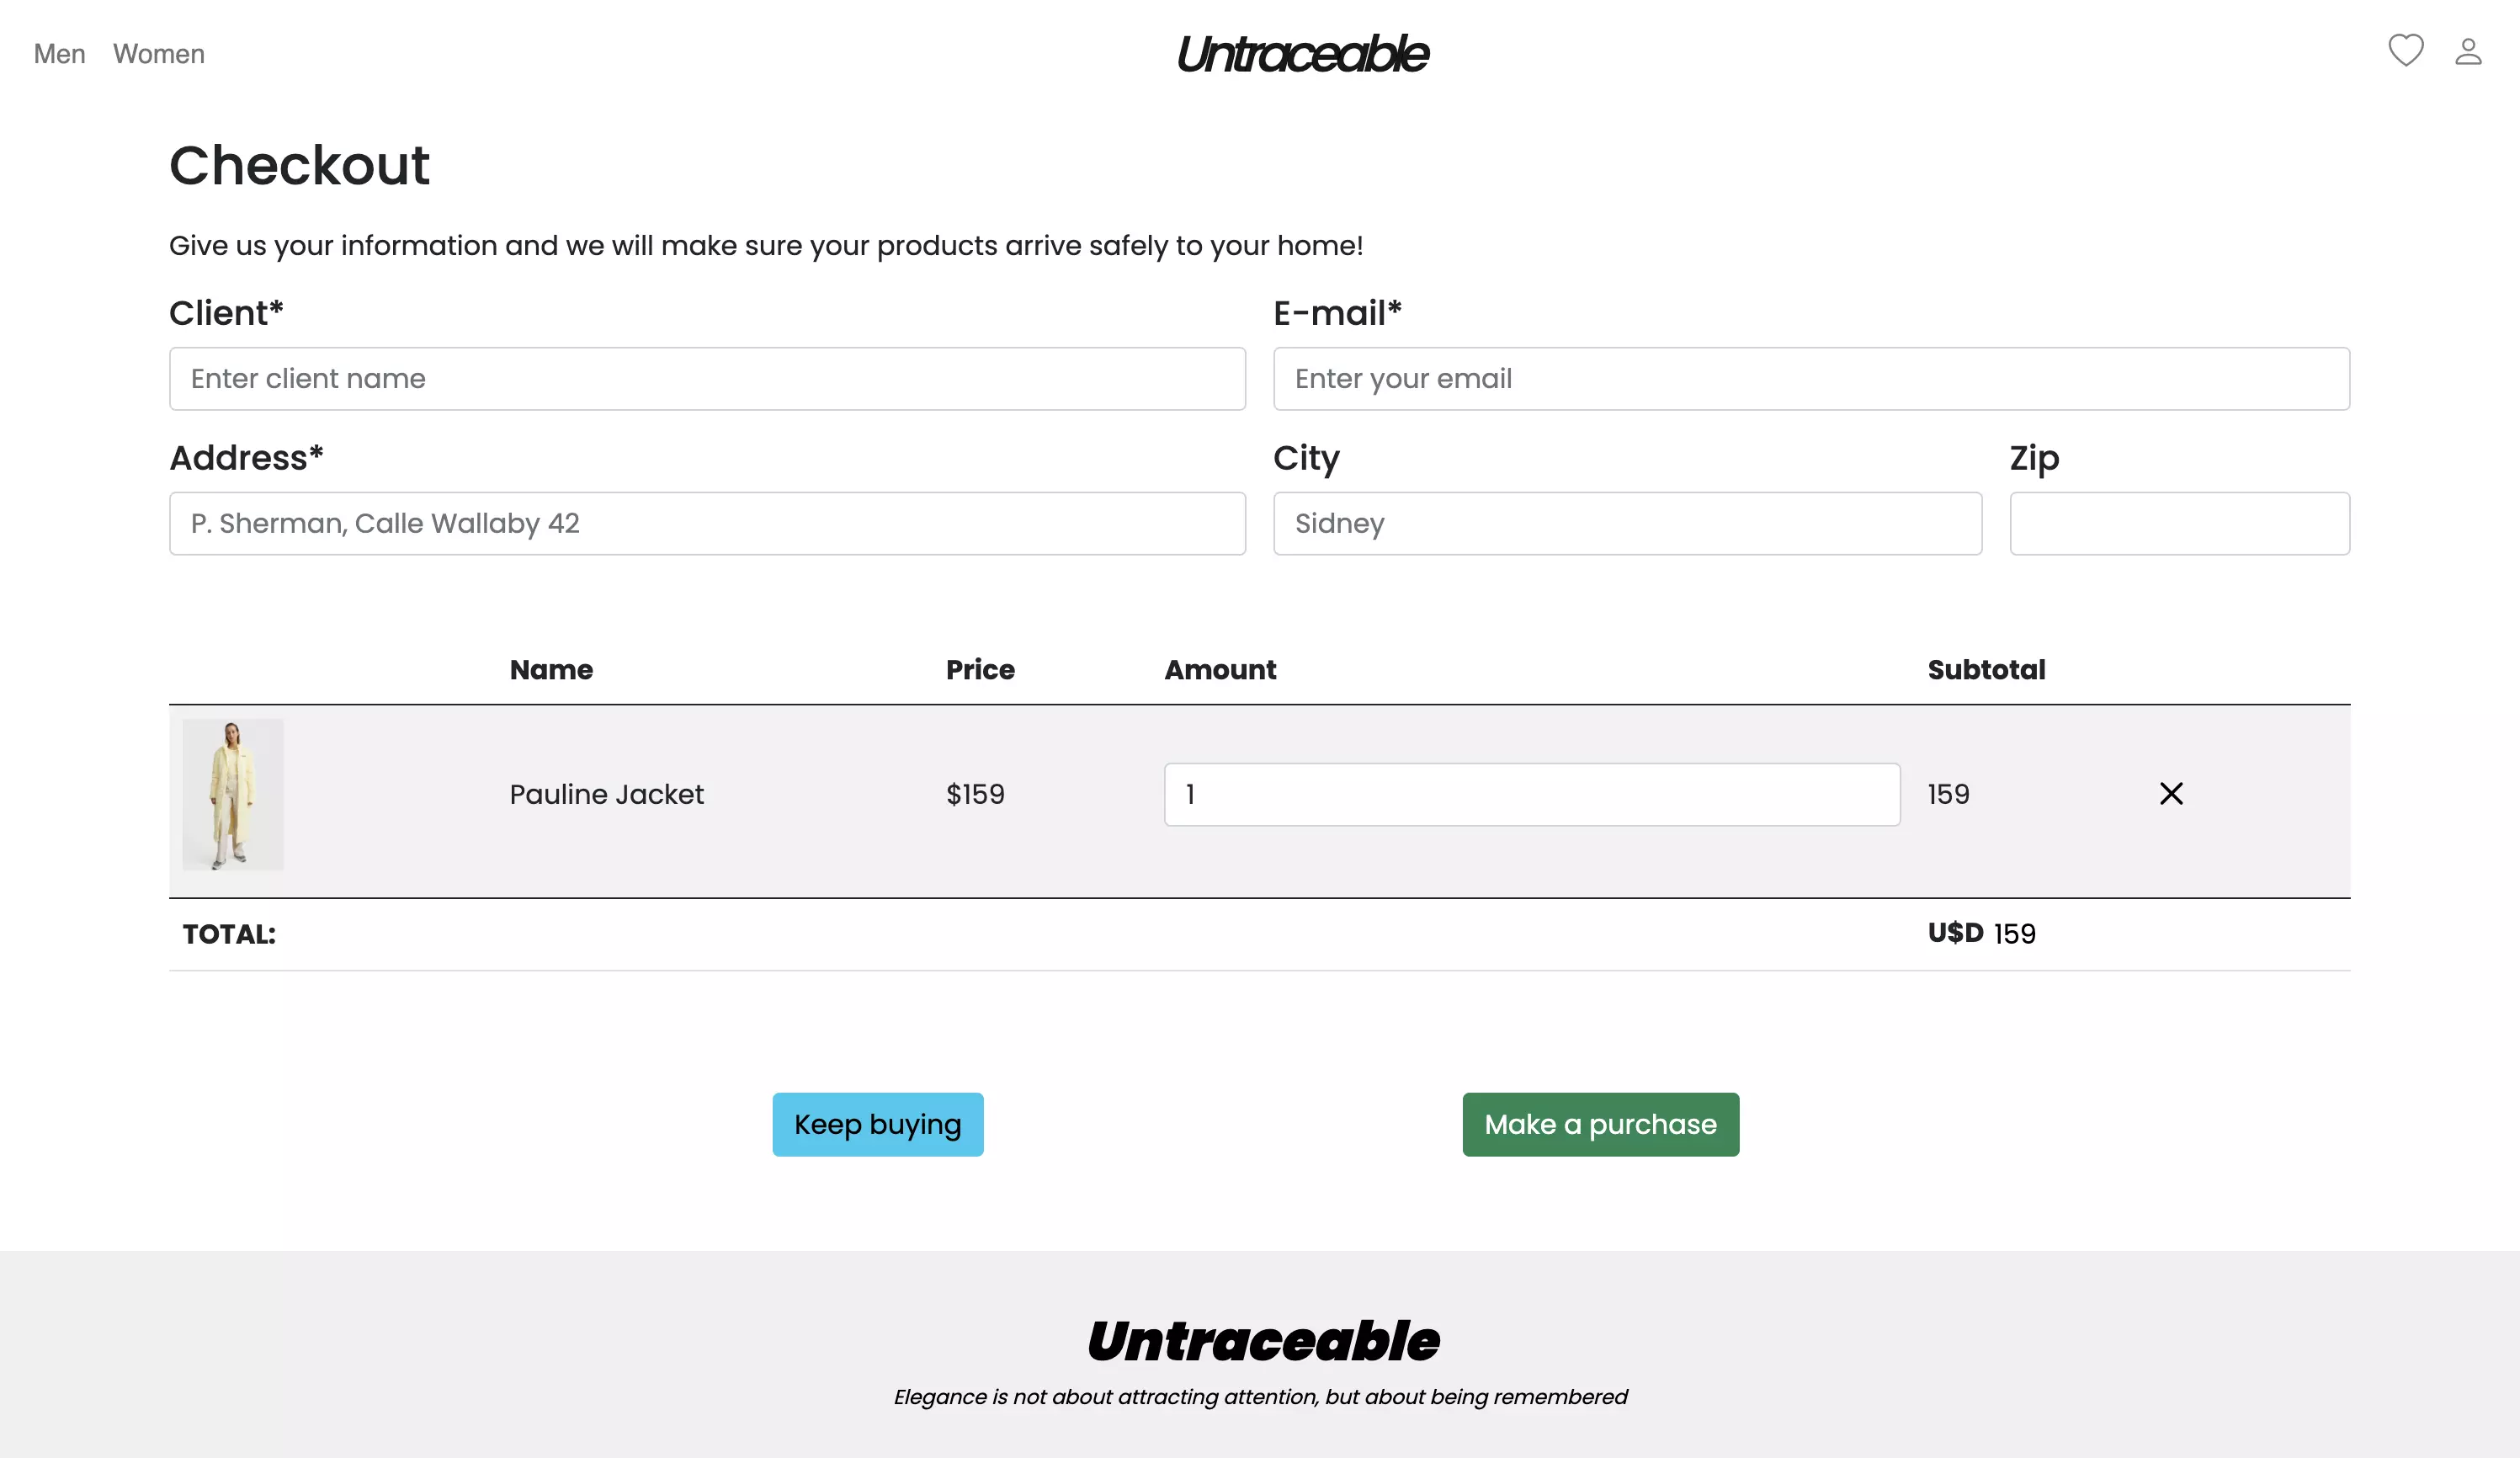 Men Women Untraceable
Checkout
Give us your information and we will make sure your products arrive safely to your home!
Client* E-mail*
Enter client name Enter your email
Address* City Zip
P. Sherman, Calle Wallaby 42 Sidney
Name Price Amount Subtotal
Pauline Jacket $159 1 159
TOTAL: U$D 159
Keep buying Make a purchase
Untraceable
Elegance is not about attracting attention, but about being remembered